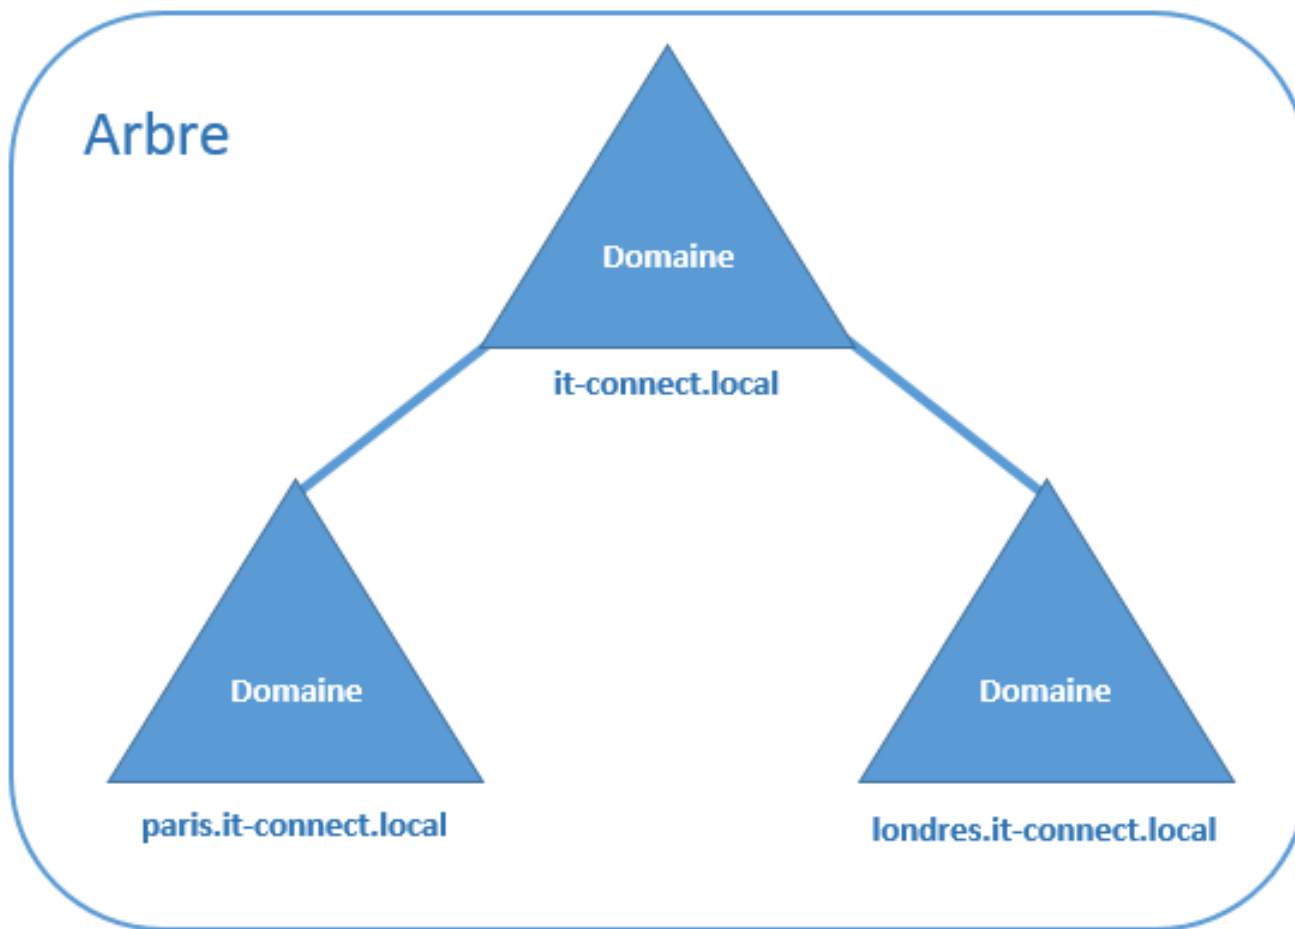 Arbre
Domaine
it-connect.local
Domaine
Domaine
paris.it-connect.local
londres.it-connect.local